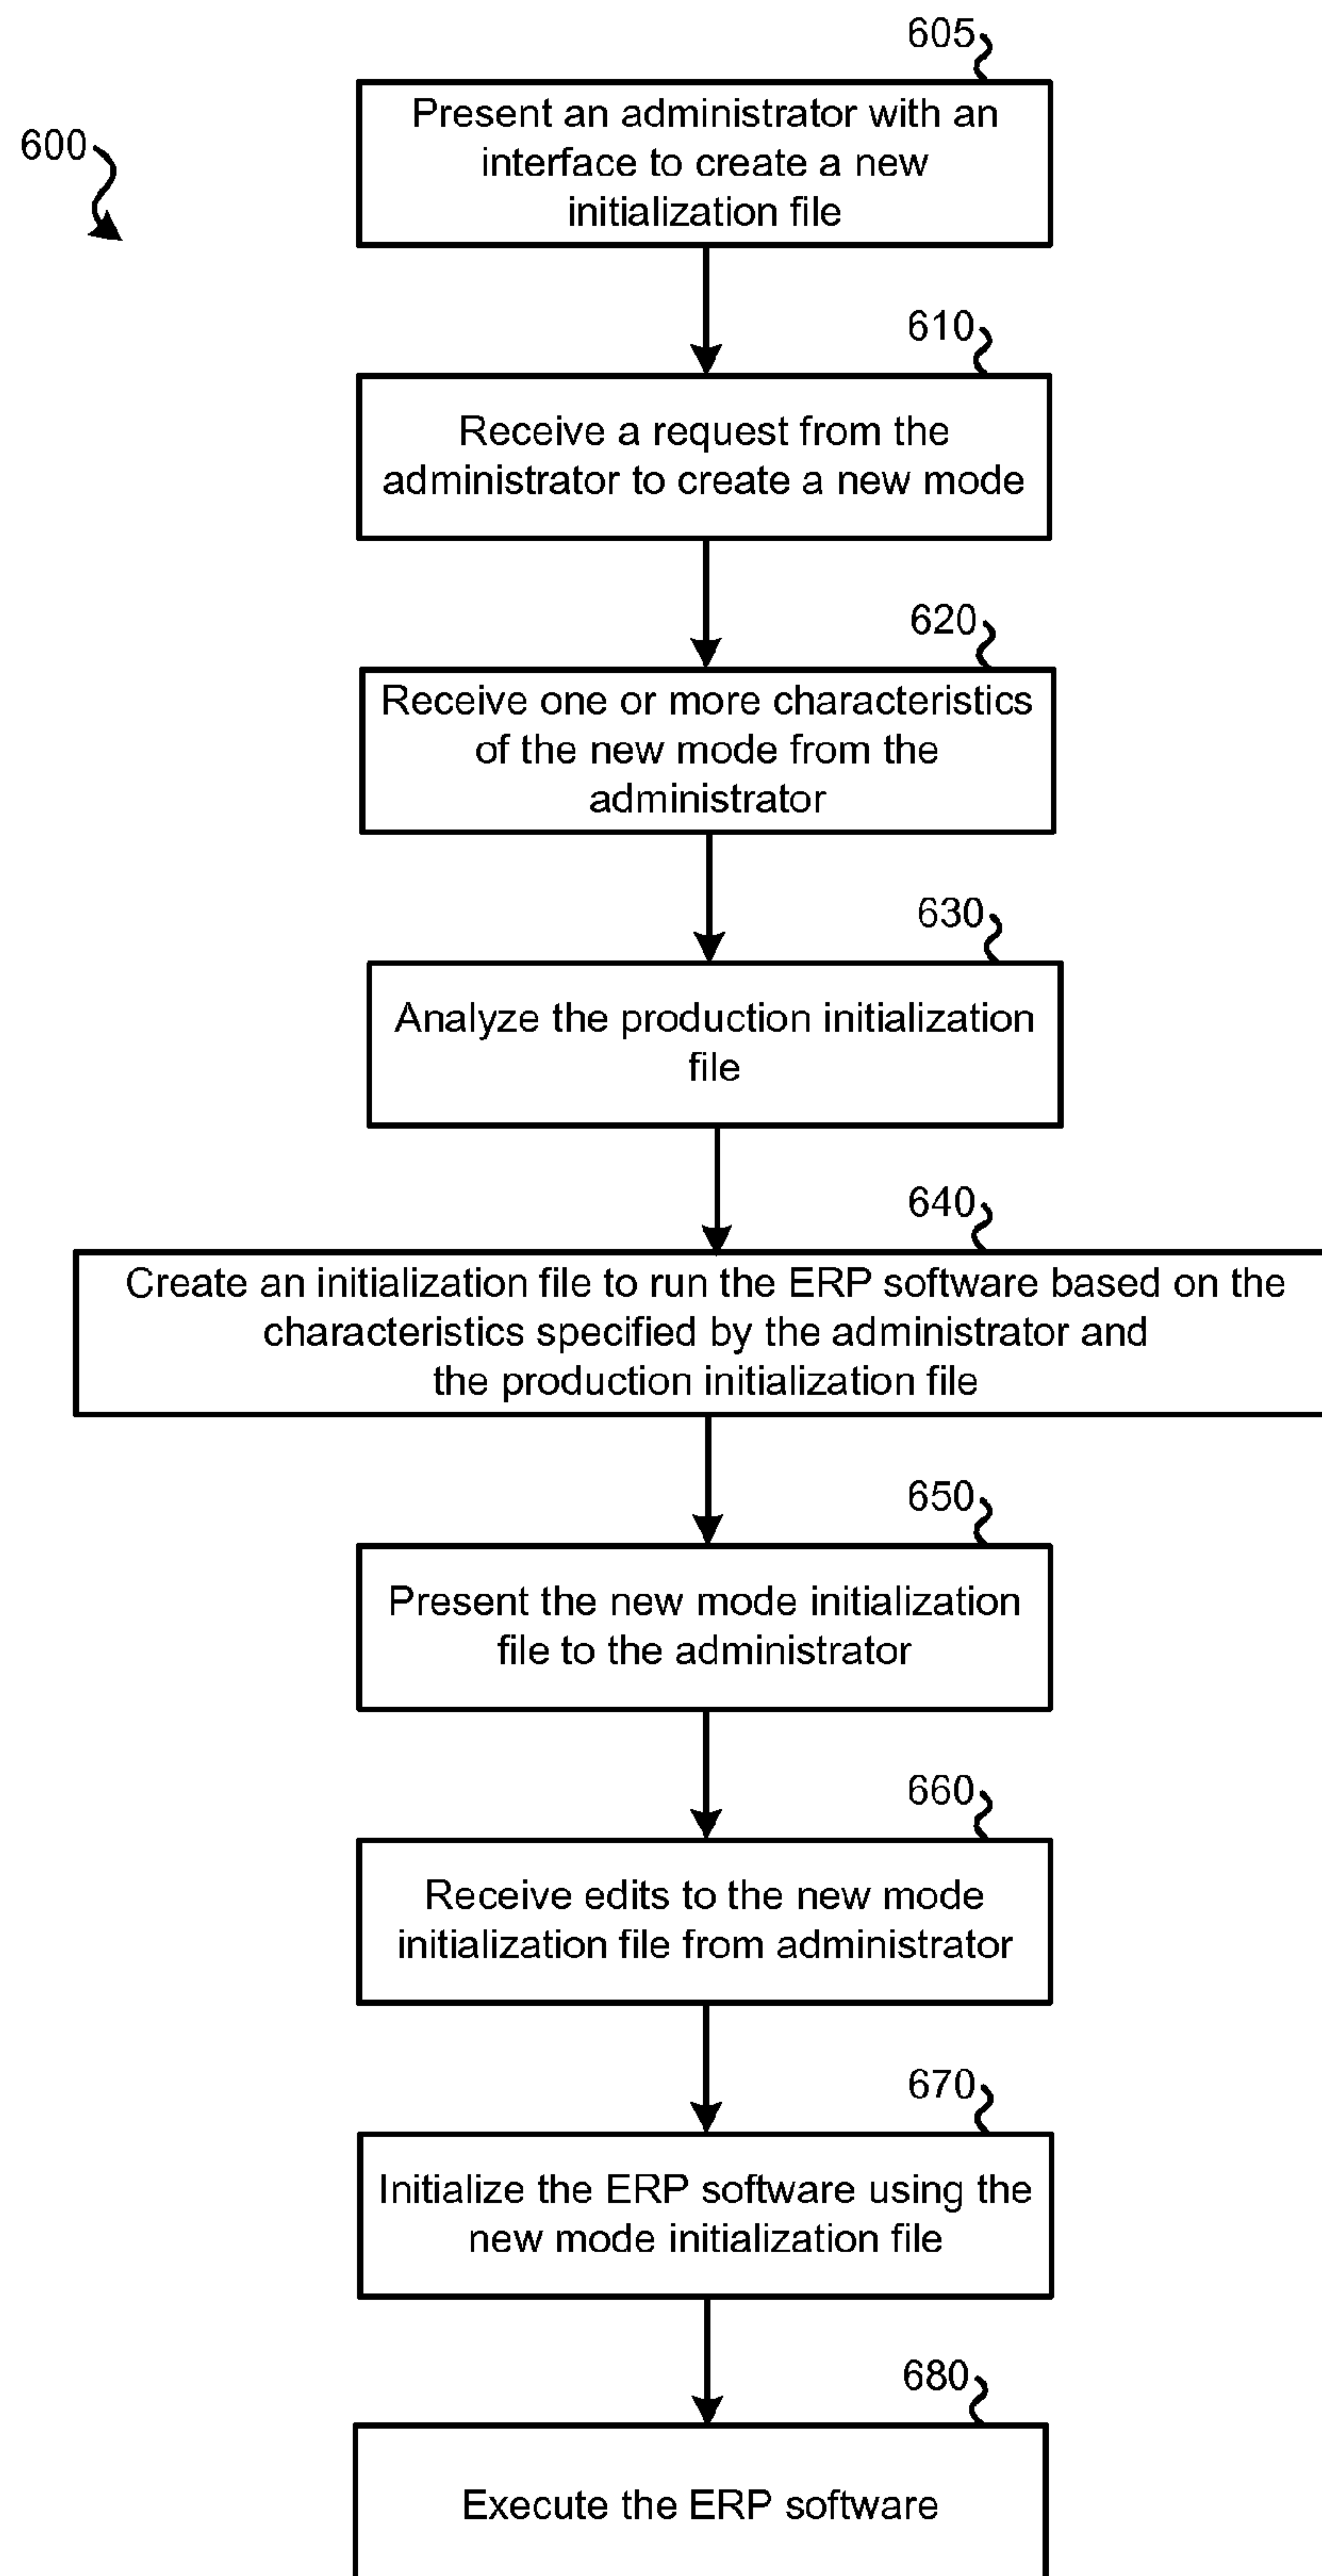 605
600
Present an administrator with an
interface to create a new
initialization file
610
Receive a request from the
administrator to create a new mode
620
Receive one or more characteristics
of the new mode from the
administrator
630
Analyze the production initialization
file
640
Create an initialization file to run the ERP software based on the
characteristics specified by the administrator and
the production initialization file
650
Present the new mode initialization
file to the administrator
660
Receive edits to the new mode
initialization file from administrator
670
Initialize the ERP software using the
new mode initialization file
680
Execute the ERP software